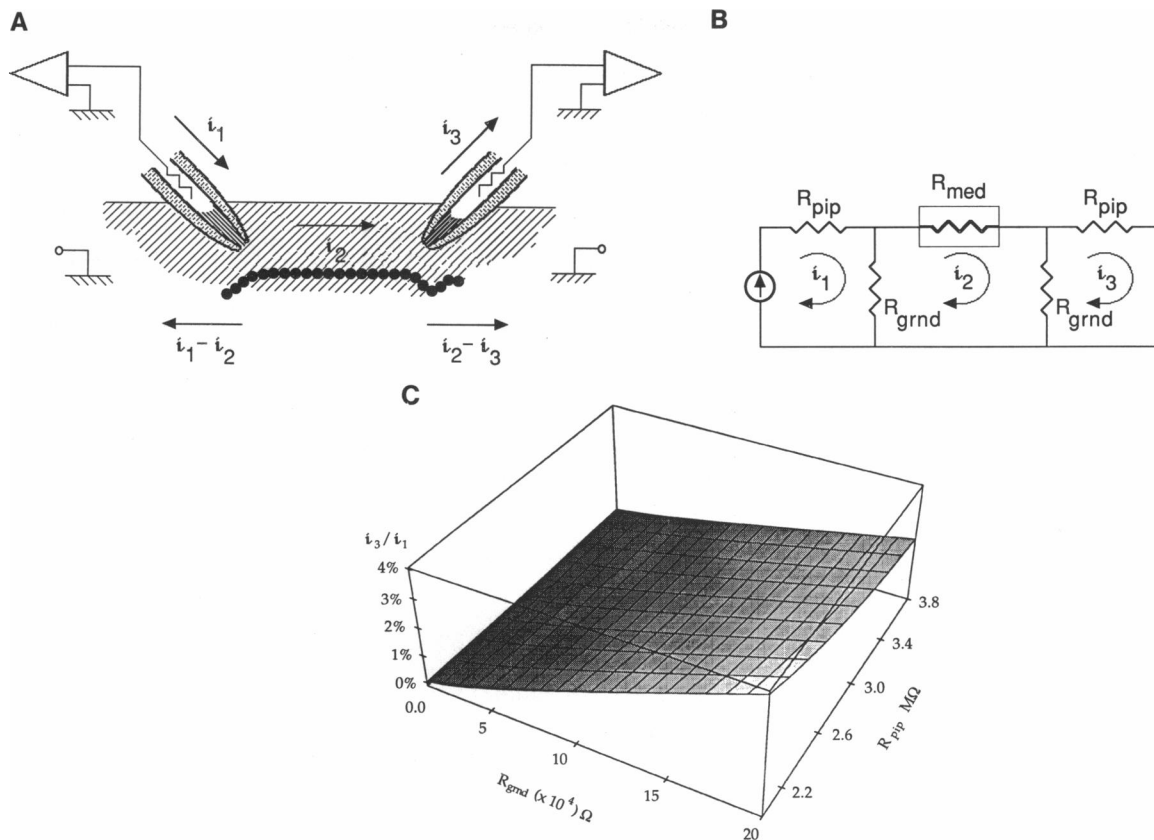 A
i1
i3
i2
i1 - i2
i2 - i3
B
Rpip
Rmed
Rpip
i1
i2
i3
Rgrnd
Rgrnd
C
i3/i1
4%
3%
2%
1%
0%
0.0
5
10
15
20
Rgrnd (x 10^4) Ω
3.8
3.4
3.0
2.6
2.2
Rpip MΩ